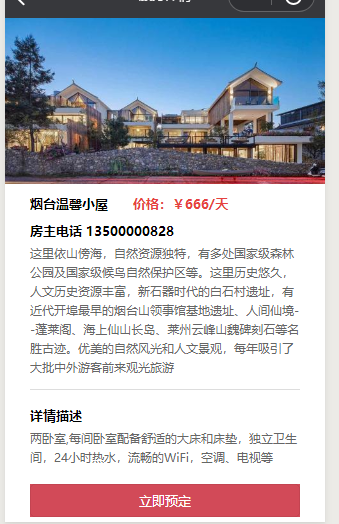 烟台温馨小屋 价格：￥666/天
房主电话 13500000828
这里依山傍海，自然资源独特，有多处国家级森林
公园及国家级候鸟自然保护区等。这里历史悠久，
人文历史资源丰富，新石器时代的白石村遗址，有
近代开埠最早的烟台山领事馆基地遗址、人间仙境-
-蓬莱阁、海上仙山长岛、莱州云峰山魏碑刻石等名
胜古迹。优美的自然风光和人文景观，每年吸引了
大批中外游客前来观光旅游
详情描述
两卧室,每间卧室配备舒适的大床和床垫，独立卫生
间，24小时热水，流畅的WiFi，空调、电视等
立即预定